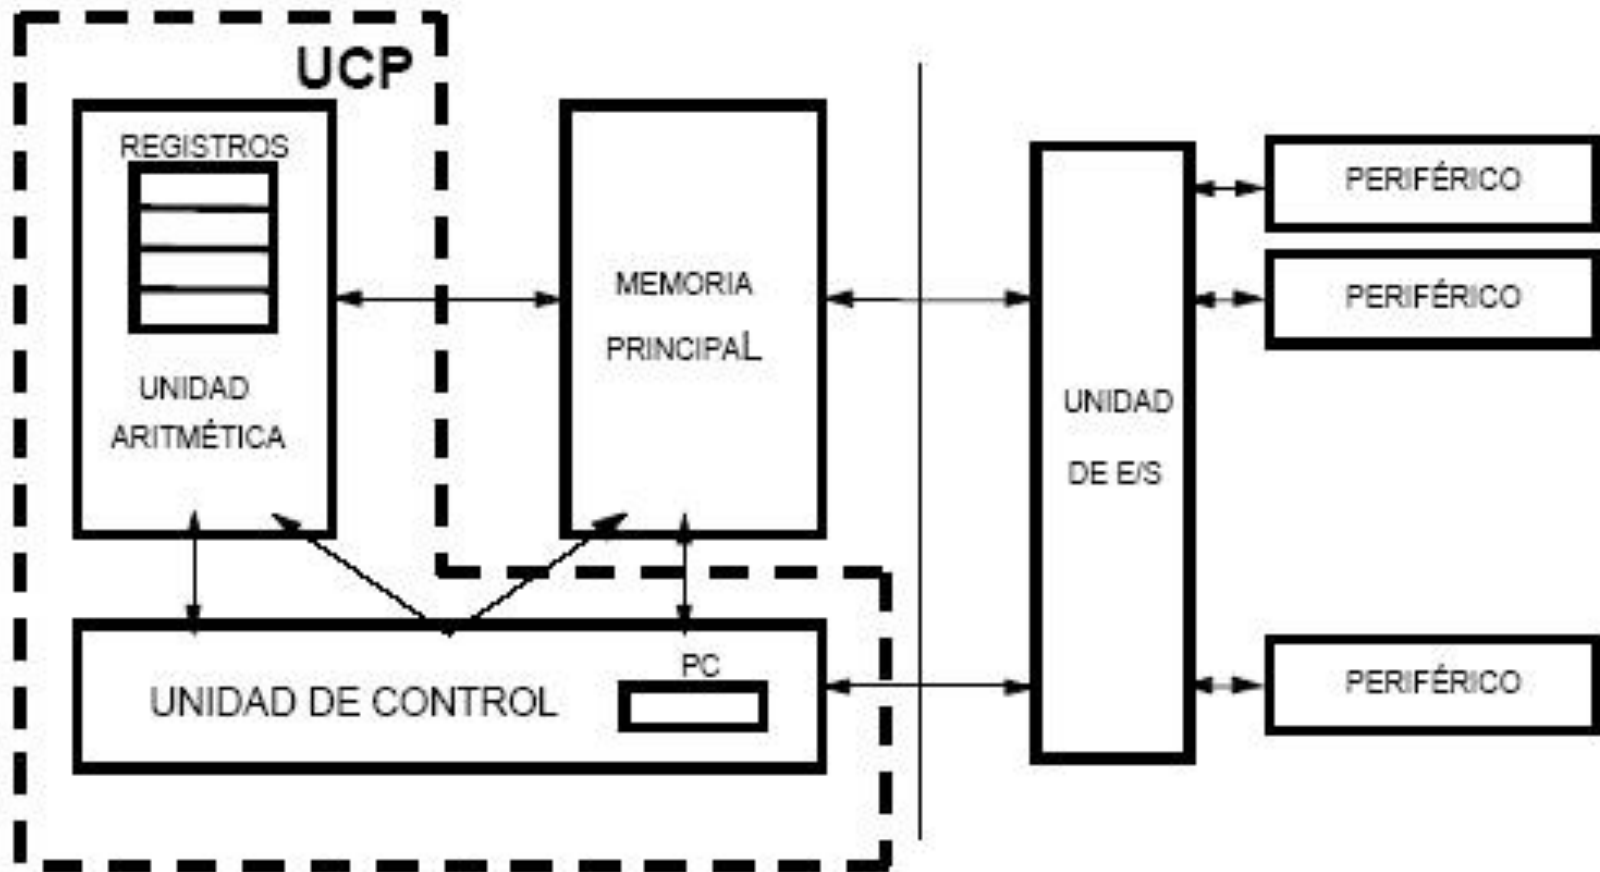 UCP
REGISTROS
UNIDAD
ARITMÉTICA
MEMORIA
PRINCIPAL
UNIDAD DE CONTROL
PC
UNIDAD
DE E/S
PERIFÉRICO
PERIFÉRICO
PERIFÉRICO